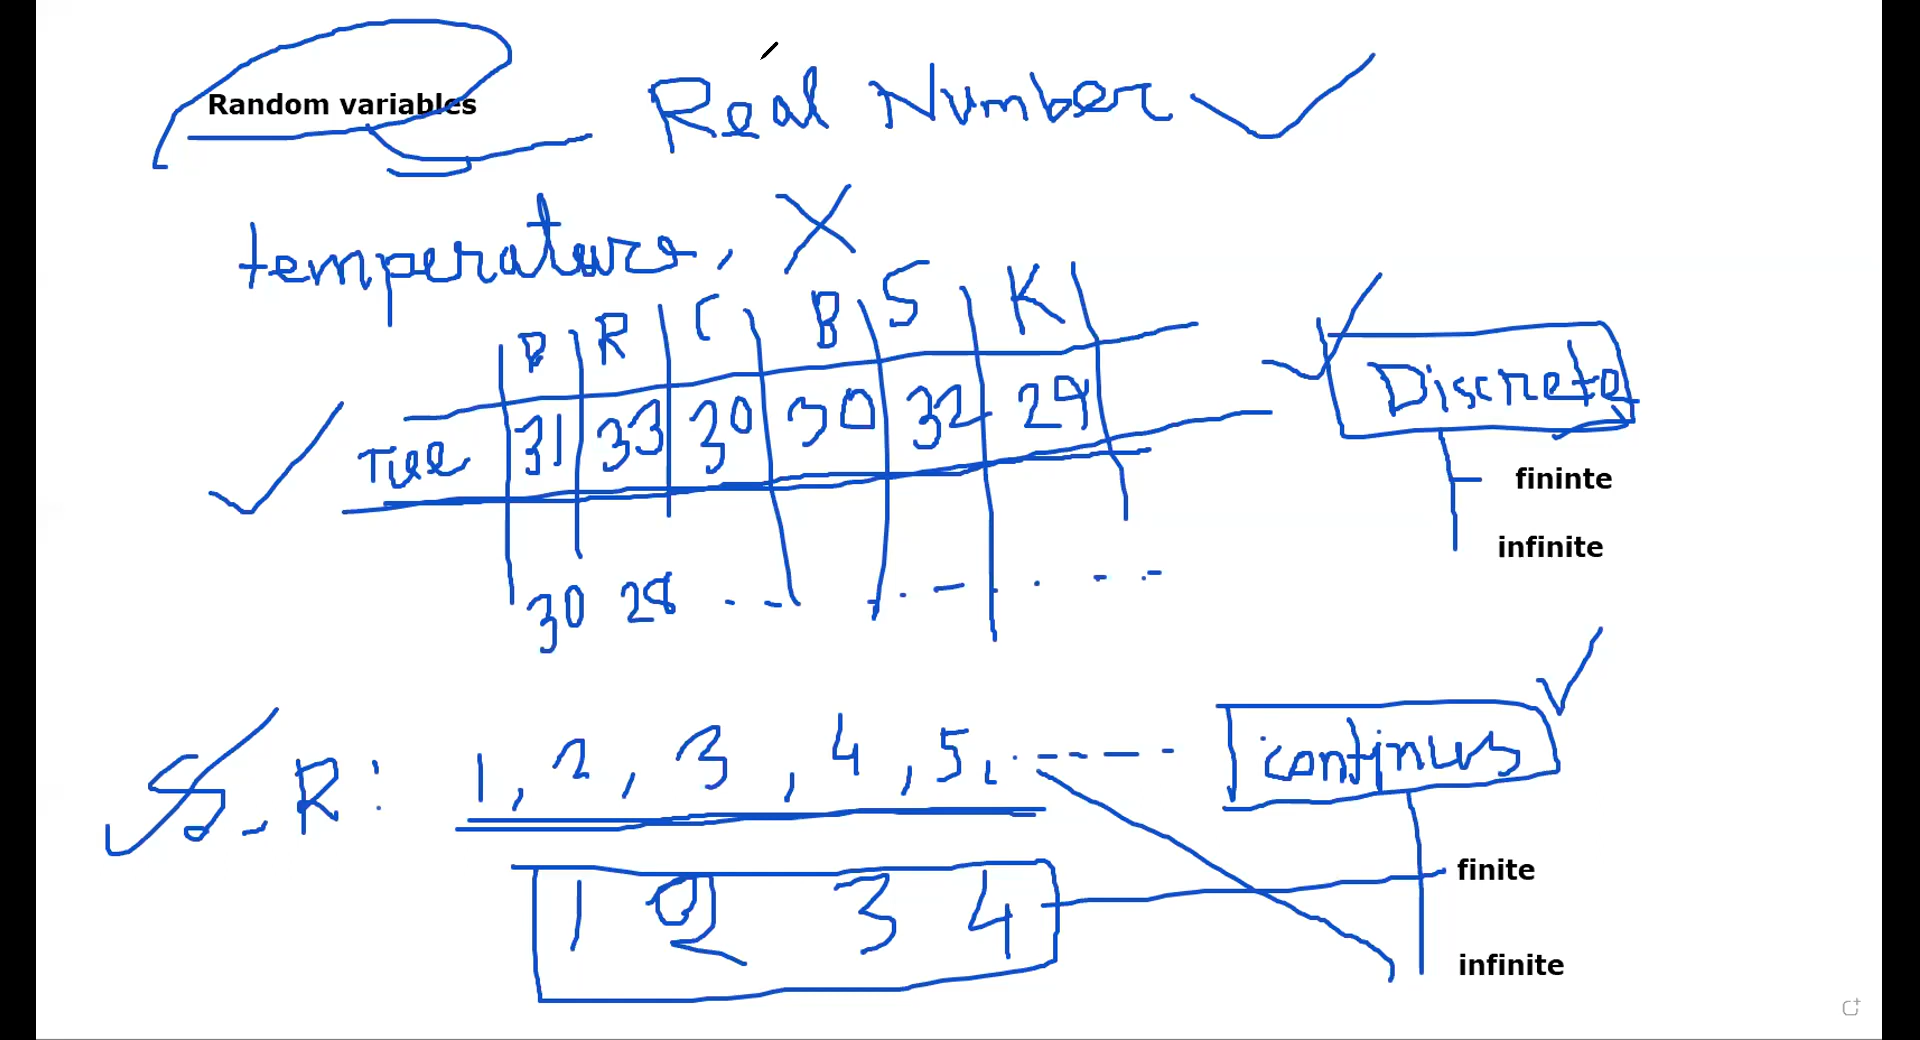 Random variables Real Number
temperature, X
D R C B S K
Tue 31 33 30 30 32 29
Discrete
fininte
infinite
30 28
R: 1, 2, 3, 4, 5,
continus
1 2 3 4
finite
infinite